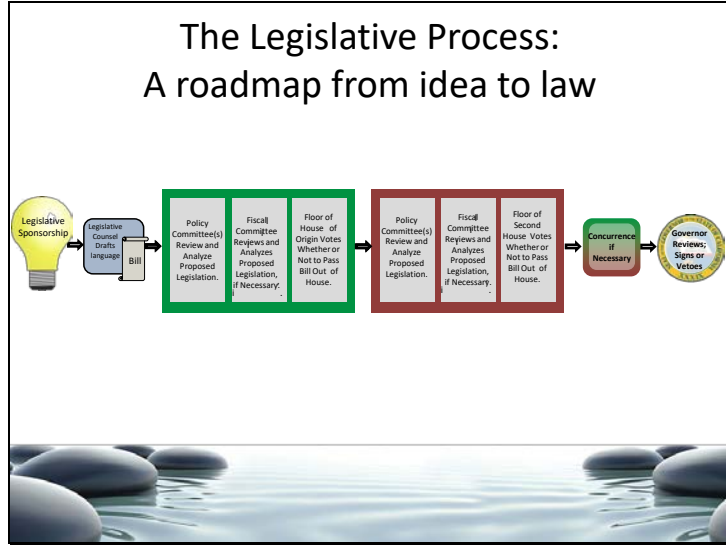 The Legislative Process:
A roadmap from idea to law
Legislative
Sponsorship
Legislative
Counsel
Drafts
language
Bill
Policy
Committee(s)
Review and
Analyze
Proposed
Legislation.
Fiscal
Committee
Reviews and
Analyzes
Proposed
Legislation,
if Necessary.
Floor of
House of
Origin Votes
Whether or
Not to Pass
Bill Out of
House.
Policy
Committee(s)
Review and
Analyze
Proposed
Legislation.
Fiscal
Committee
Reviews and
Analyzes
Proposed
Legislation,
if Necessary.
Floor of
Second
House Votes
Whether or
Not to Pass
Bill Out of
House.
Concurrence
if
Necessary
Governor
Reviews;
Signs or
Vetoes